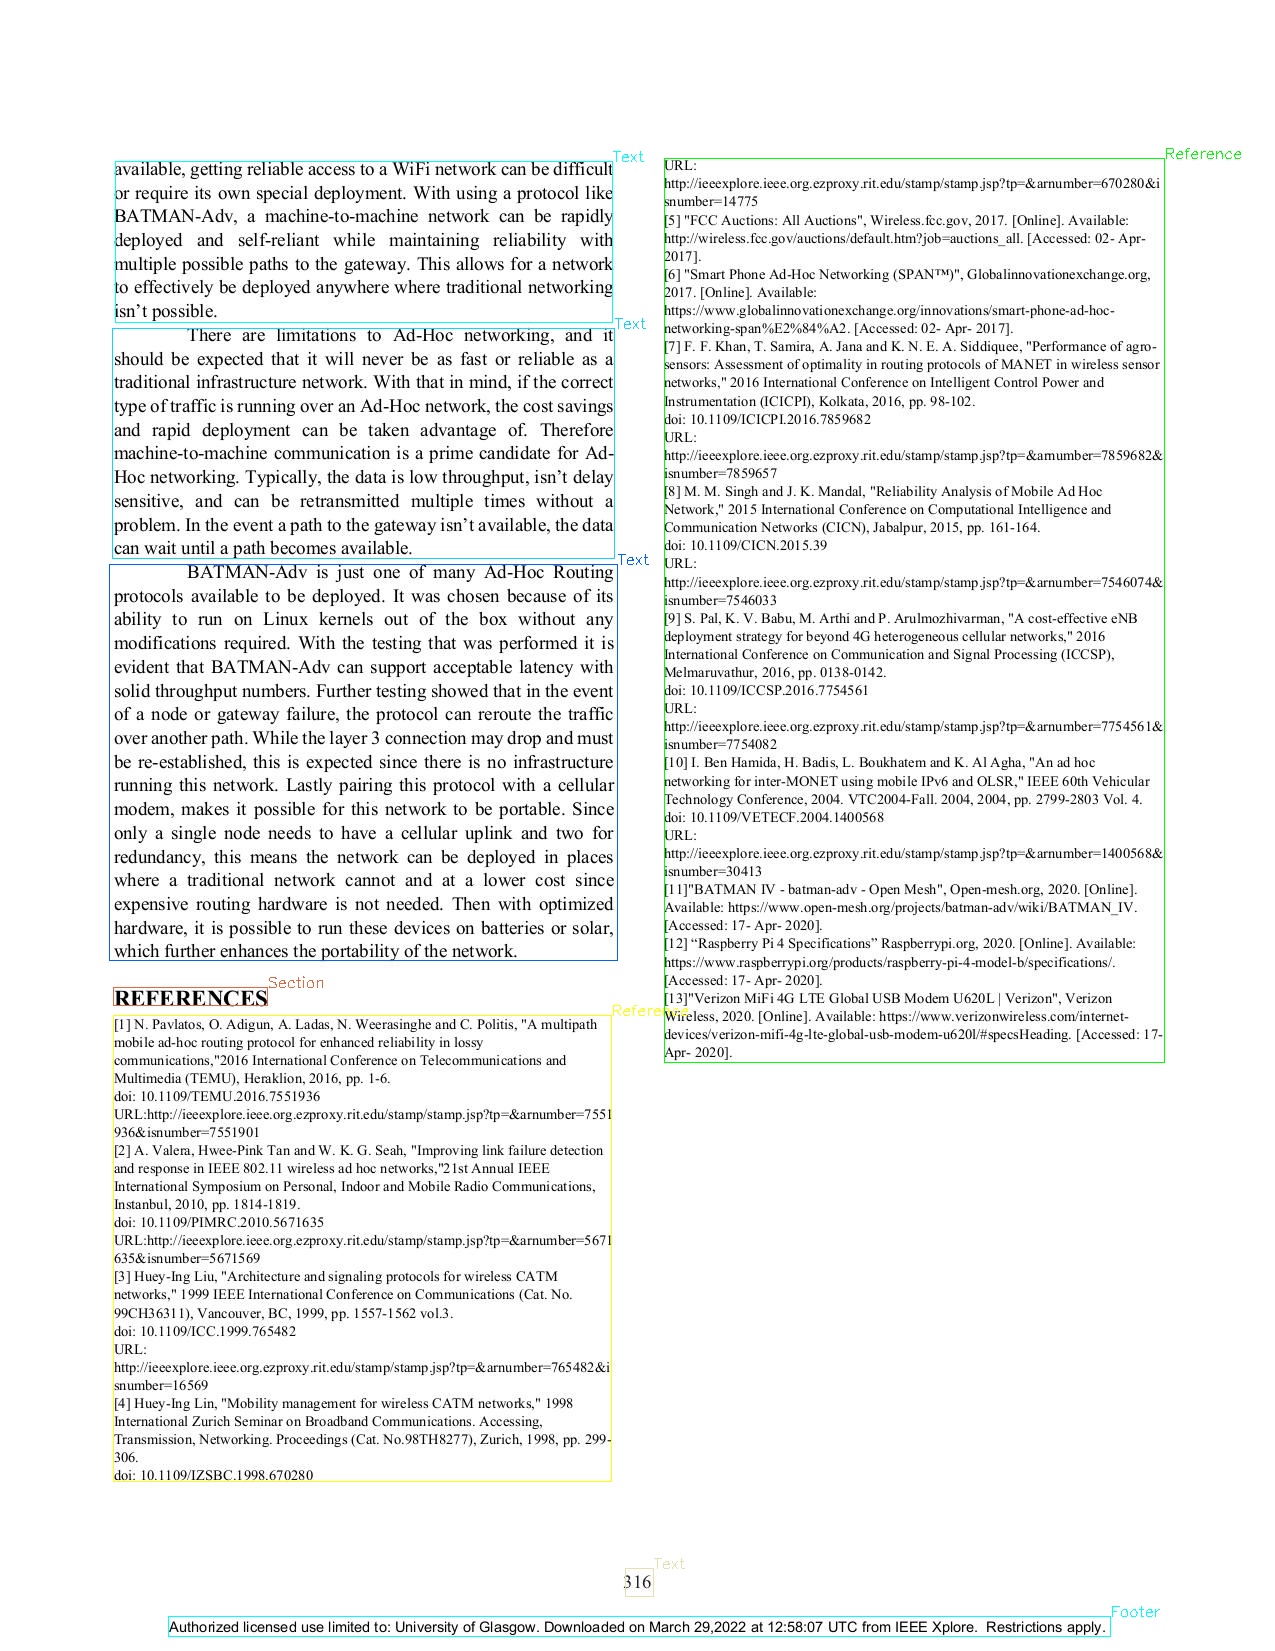 Text
available, getting reliable access to a WiFi network can be difficult
or require its own special deployment. With using a protocol like
BATMAN-Adv, a machine-to-machine network can be rapidly
deployed and self-reliant while maintaining reliability with
multiple possible paths to the gateway. This allows for a network
to effectively be deployed anywhere where traditional networking
isn’t possible.
Text
There are limitations to Ad-Hoc networking, and it
should be expected that it will never be as fast or reliable as a
traditional infrastructure network. With that in mind, if the correct
type of traffic is running over an Ad-Hoc network, the cost savings
and rapid deployment can be taken advantage of. Therefore
machine-to-machine communication is a prime candidate for Ad-
Hoc networking. Typically, the data is low throughput, isn’t delay
sensitive, and can be retransmitted multiple times without a
problem. In the event a path to the gateway isn’t available, the data
can wait until a path becomes available.
Text
BATMAN-Adv is just one of many Ad-Hoc Routing
protocols available to be deployed. It was chosen because of its
ability to run on Linux kernels out of the box without any
modifications required. With the testing that was performed it is
evident that BATMAN-Adv can support acceptable latency with
solid throughput numbers. Further testing showed that in the event
of a node or gateway failure, the protocol can reroute the traffic
over another path. While the layer 3 connection may drop and must
be re-established, this is expected since there is no infrastructure
running this network. Lastly pairing this protocol with a cellular
modem, makes it possible for this network to be portable. Since
only a single node needs to have a cellular uplink and two for
redundancy, this means the network can be deployed in places
where a traditional network cannot and at a lower cost since
expensive routing hardware is not needed. Then with optimized
hardware, it is possible to run these devices on batteries or solar,
which further enhances the portability of the network.
Section
REFERENCES
Reference
[1] N. Pavlatos, O. Adigun, A. Ladas, N. Weerasinghe and C. Politis, "A multipath
mobile ad-hoc routing protocol for enhanced reliability in lossy
communications,"2016 International Conference on Telecommunications and
Multimedia (TEMU), Heraklion, 2016, pp. 1-6.
doi: 10.1109/TEMU.2016.7551936
URL:http://ieeexplore.ieee.org.ezproxy.rit.edu/stamp/stamp.jsp?tp=&arnumber=7551
936&isnumber=7551901
[2] A. Valera, Hwee-Pink Tan and W. K. G. Seah, "Improving link failure detection
and response in IEEE 802.11 wireless ad hoc networks,"21st Annual IEEE
International Symposium on Personal, Indoor and Mobile Radio Communications,
Instanbul, 2010, pp. 1814-1819.
doi: 10.1109/PIMRC.2010.5671635
URL:http://ieeexplore.ieee.org.ezproxy.rit.edu/stamp/stamp.jsp?tp=&arnumber=5671
635&isnumber=5671569
[3] Huey-Ing Liu, "Architecture and signaling protocols for wireless CATM
networks," 1999 IEEE International Conference on Communications (Cat. No.
99CH36311), Vancouver, BC, 1999, pp. 1557-1562 vol.3.
doi: 10.1109/ICC.1999.765482
URL:
http://ieeexplore.ieee.org.ezproxy.rit.edu/stamp/stamp.jsp?tp=&arnumber=765482&i
snumber=16569
[4] Huey-Ing Lin, "Mobility management for wireless CATM networks," 1998
International Zurich Seminar on Broadband Communications. Accessing,
Transmission, Networking. Proceedings (Cat. No.98TH8277), Zurich, 1998, pp. 299-
306.
doi: 10.1109/IZSBC.1998.670280
Reference
URL:
http://ieeexplore.ieee.org.ezproxy.rit.edu/stamp/stamp.jsp?tp=&arnumber=670280&i
snumber=14775
[5] "FCC Auctions: All Auctions", Wireless.fcc.gov, 2017. [Online]. Available:
http://wireless.fcc.gov/auctions/default.htm?job=auctions_all. [Accessed: 02- Apr-
2017].
[6] "Smart Phone Ad-Hoc Networking (SPAN™)", Globalinnovationexchange.org,
2017. [Online]. Available:
https://www.globalinnovationexchange.org/innovations/smart-phone-ad-hoc-
networking-span%E2%84%A2. [Accessed: 02- Apr- 2017].
[7] F. F. Khan, T. Samira, A. Jana and K. N. E. A. Siddiquee, "Performance of agro-
sensors: Assessment of optimality in routing protocols of MANET in wireless sensor
networks," 2016 International Conference on Intelligent Control Power and
Instrumentation (ICICPI), Kolkata, 2016, pp. 98-102.
doi: 10.1109/ICICPI.2016.7859682
URL:
http://ieeexplore.ieee.org.ezproxy.rit.edu/stamp/stamp.jsp?tp=&arnumber=7859682&
isnumber=7859657
[8] M. M. Singh and J. K. Mandal, "Reliability Analysis of Mobile Ad Hoc
Network," 2015 International Conference on Computational Intelligence and
Communication Networks (CICN), Jabalpur, 2015, pp. 161-164.
doi: 10.1109/CICN.2015.39
URL:
http://ieeexplore.ieee.org.ezproxy.rit.edu/stamp/stamp.jsp?tp=&arnumber=7546074&
isnumber=7546033
[9] S. Pal, K. V. Babu, M. Arthi and P. Arulmozhivarman, "A cost-effective eNB
deployment strategy for beyond 4G heterogeneous cellular networks," 2016
International Conference on Communication and Signal Processing (ICCSP),
Melmaruvathur, 2016, pp. 0138-0142.
doi: 10.1109/ICCSP.2016.7754561
URL:
http://ieeexplore.ieee.org.ezproxy.rit.edu/stamp/stamp.jsp?tp=&arnumber=7754561&
isnumber=7754082
[10] I. Ben Hamida, H. Badis, L. Boukhatem and K. Al Agha, "An ad hoc
networking for inter-MONET using mobile IPv6 and OLSR," IEEE 60th Vehicular
Technology Conference, 2004. VTC2004-Fall. 2004, 2004, pp. 2799-2803 Vol. 4.
doi: 10.1109/VETECF.2004.1400568
URL:
http://ieeexplore.ieee.org.ezproxy.rit.edu/stamp/stamp.jsp?tp=&arnumber=1400568&
isnumber=30413
[11]"BATMAN IV - batman-adv - Open Mesh", Open-mesh.org, 2020. [Online].
Available: https://www.open-mesh.org/projects/batman-adv/wiki/BATMAN_IV.
[Accessed: 17- Apr- 2020].
[12] “Raspberry Pi 4 Specifications” Raspberrypi.org, 2020. [Online]. Available:
https://www.raspberrypi.org/products/raspberry-pi-4-model-b/specifications/.
[Accessed: 17- Apr- 2020].
[13]"Verizon MiFi 4G LTE Global USB Modem U620L | Verizon", Verizon
Wireless, 2020. [Online]. Available: https://www.verizonwireless.com/internet-
devices/verizon-mifi-4g-lte-global-usb-modem-u620l/#specsHeading. [Accessed: 17-
Apr- 2020].
Text
316
Footer
Authorized licensed use limited to: University of Glasgow. Downloaded on March 29,2022 at 12:58:07 UTC from IEEE Xplore. Restrictions apply.